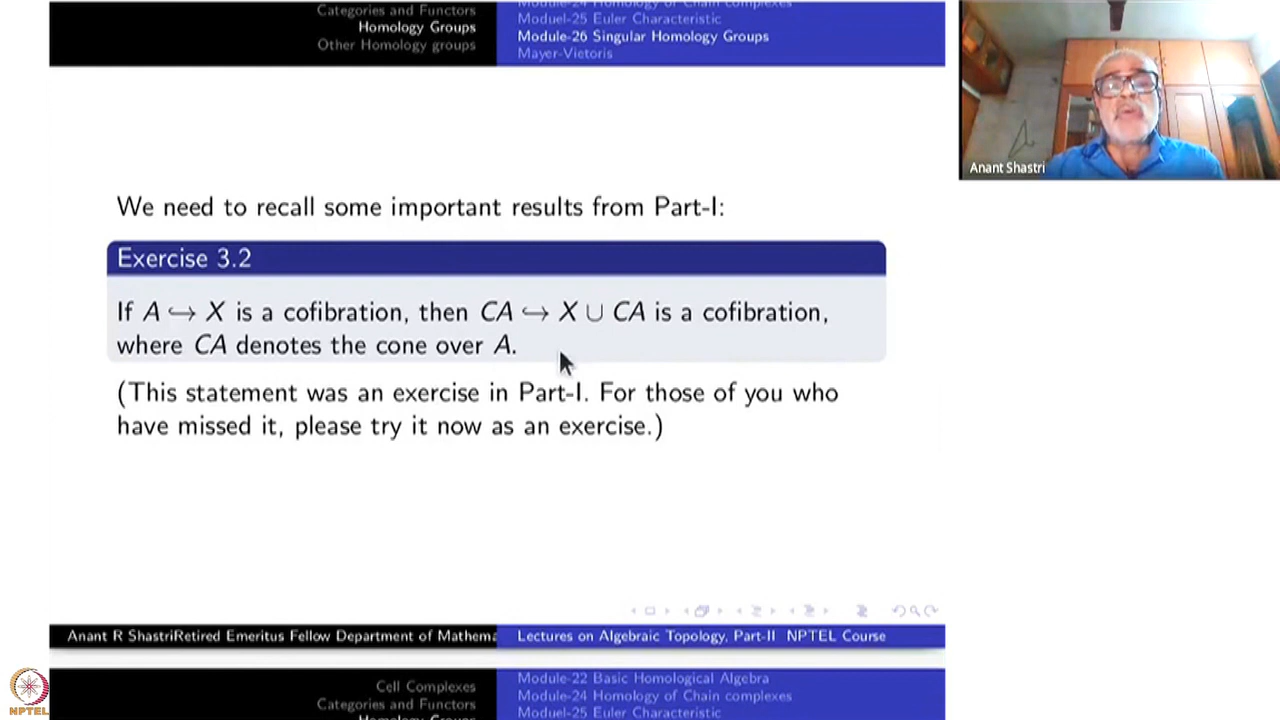 Categories and Functors
Homology Groups
Other Homology groups
Module-24 Homology of Chain complexes
Moduel-25 Euler Characteristic
Module-26 Singular Homology Groups
Mayer-Vietoris
Anant Shastri
We need to recall some important results from Part-I:
Exercise 3.2
If A ↪ X is a cofibration, then CA ↪ X ∪ CA is a cofibration,
where CA denotes the cone over A.
(This statement was an exercise in Part-I. For those of you who
have missed it, please try it now as an exercise.)
Anant R ShastriRetired Emeritus Fellow Department of Mathema
Lectures on Algebraic Topology, Part-II NPTEL Course
NPTEL
Cell Complexes
Categories and Functors
Homology Groups
Module-22 Basic Homological Algebra
Module-24 Homology of Chain complexes
Moduel-25 Euler Characteristic